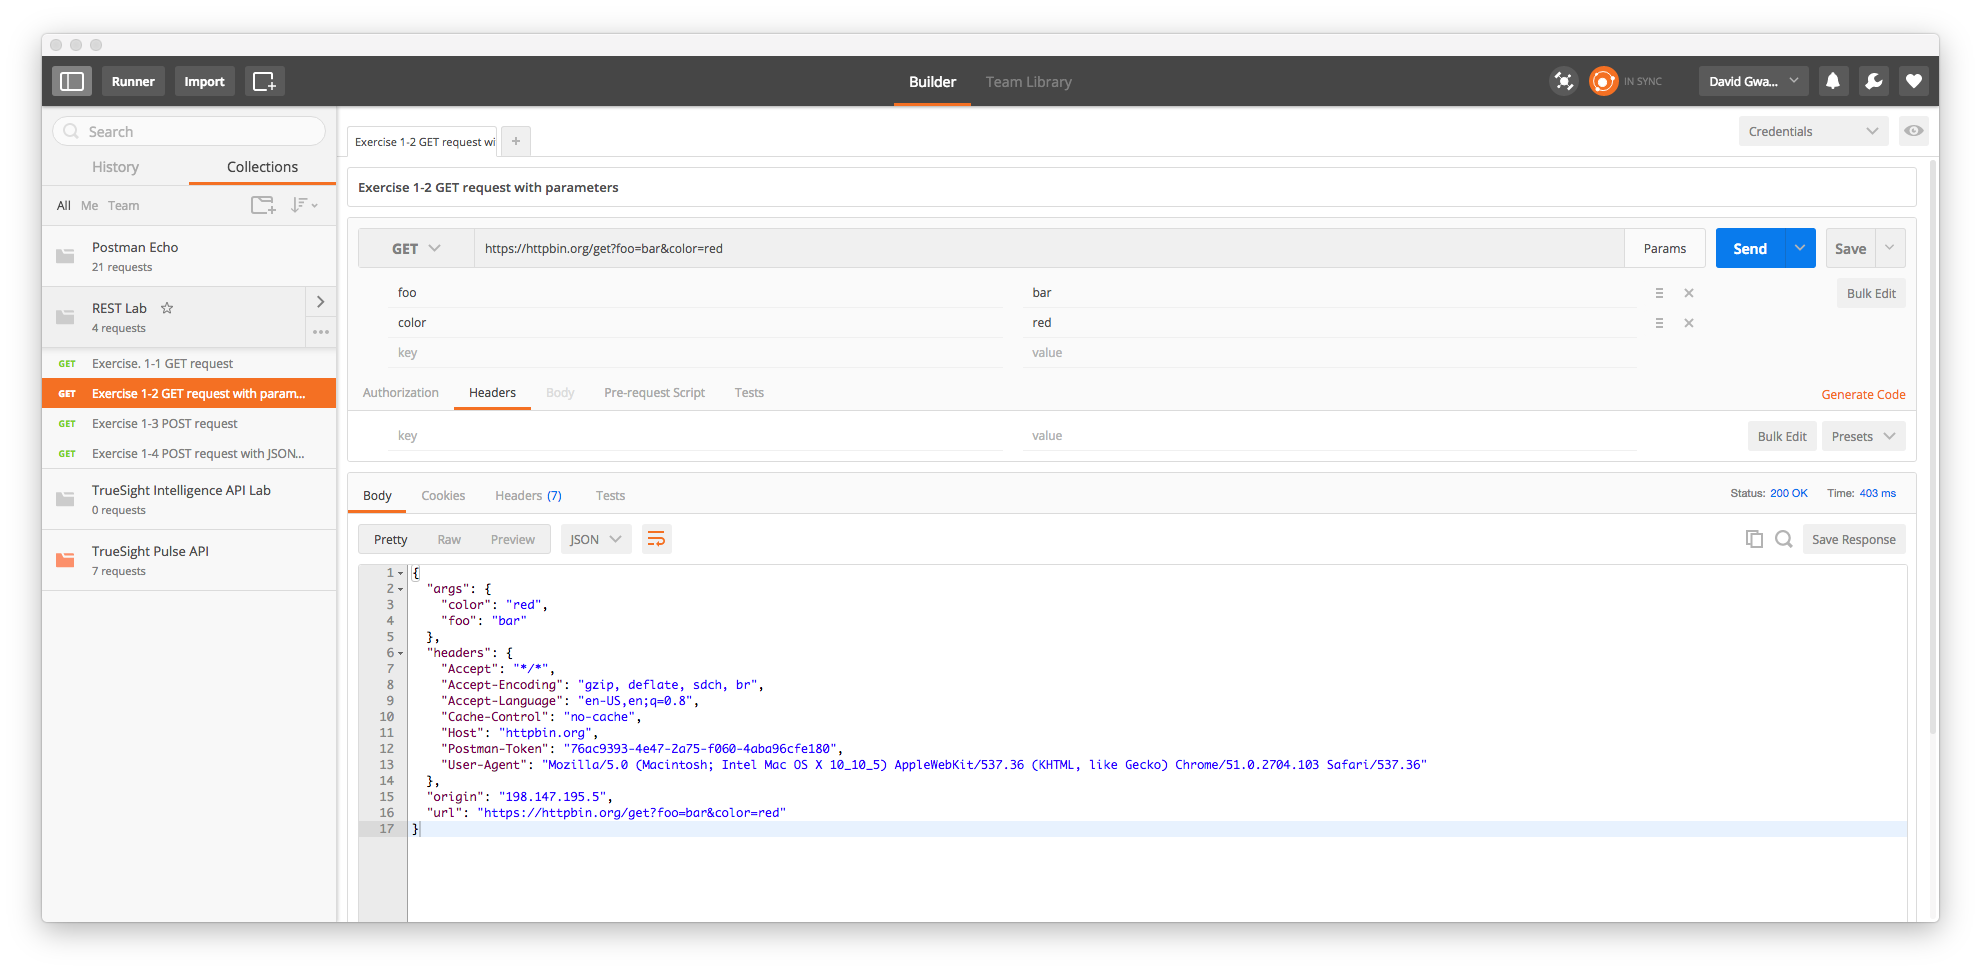 Runner Import Builder Team Library IN SYNC David Gwa...
Search
History Collections
All Me Team
Postman Echo
21 requests
REST Lab
4 requests
GET Exercise. 1-1 GET request
GET Exercise 1-2 GET request with param...
GET Exercise 1-3 POST request
GET Exercise 1-4 POST request with JSON...
TrueSight Intelligence API Lab
0 requests
TrueSight Pulse API
7 requests
Exercise 1-2 GET request wi + Credentials
Exercise 1-2 GET request with parameters
GET https://httpbin.org/get?foo=bar&color=red Params Send Save
foo bar Bulk Edit
color red
key value
Authorization Headers Body Pre-request Script Tests Generate Code
key value Bulk Edit Presets
Body Cookies Headers (7) Tests Status: 200 OK Time: 403 ms
Pretty Raw Preview JSON Save Response
1 {
2 "args": {
3 "color": "red",
4 "foo": "bar"
5 },
6 "headers": {
7 "Accept": "*/*",
8 "Accept-Encoding": "gzip, deflate, sdch, br",
9 "Accept-Language": "en-US,en;q=0.8",
10 "Cache-Control": "no-cache",
11 "Host": "httpbin.org",
12 "Postman-Token": "76ac9393-4e47-2a75-f060-4aba96cfe180",
13 "User-Agent": "Mozilla/5.0 (Macintosh; Intel Mac OS X 10_10_5) AppleWebKit/537.36 (KHTML, like Gecko) Chrome/51.0.2704.103 Safari/537.36"
14 },
15 "origin": "198.147.195.5",
16 "url": "https://httpbin.org/get?foo=bar&color=red"
17 }